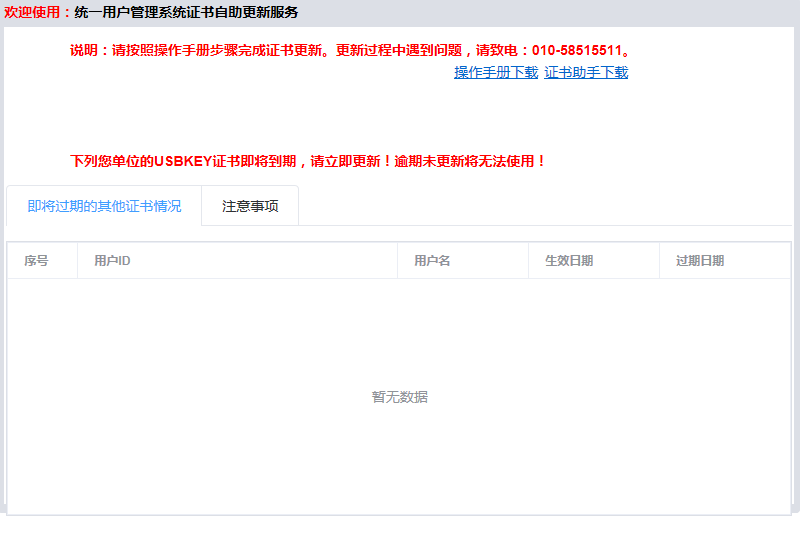 欢迎使用：统一用户管理系统证书自助更新服务
说明：请按照操作手册步骤完成证书更新。更新过程中遇到问题，请致电：010-58515511。
操作手册下载 证书助手下载
下列您单位的USBKEY证书即将到期，请立即更新！逾期未更新将无法使用！
即将过期的其他证书情况 注意事项
序号 用户ID 用户名 生效日期 过期日期
暂无数据